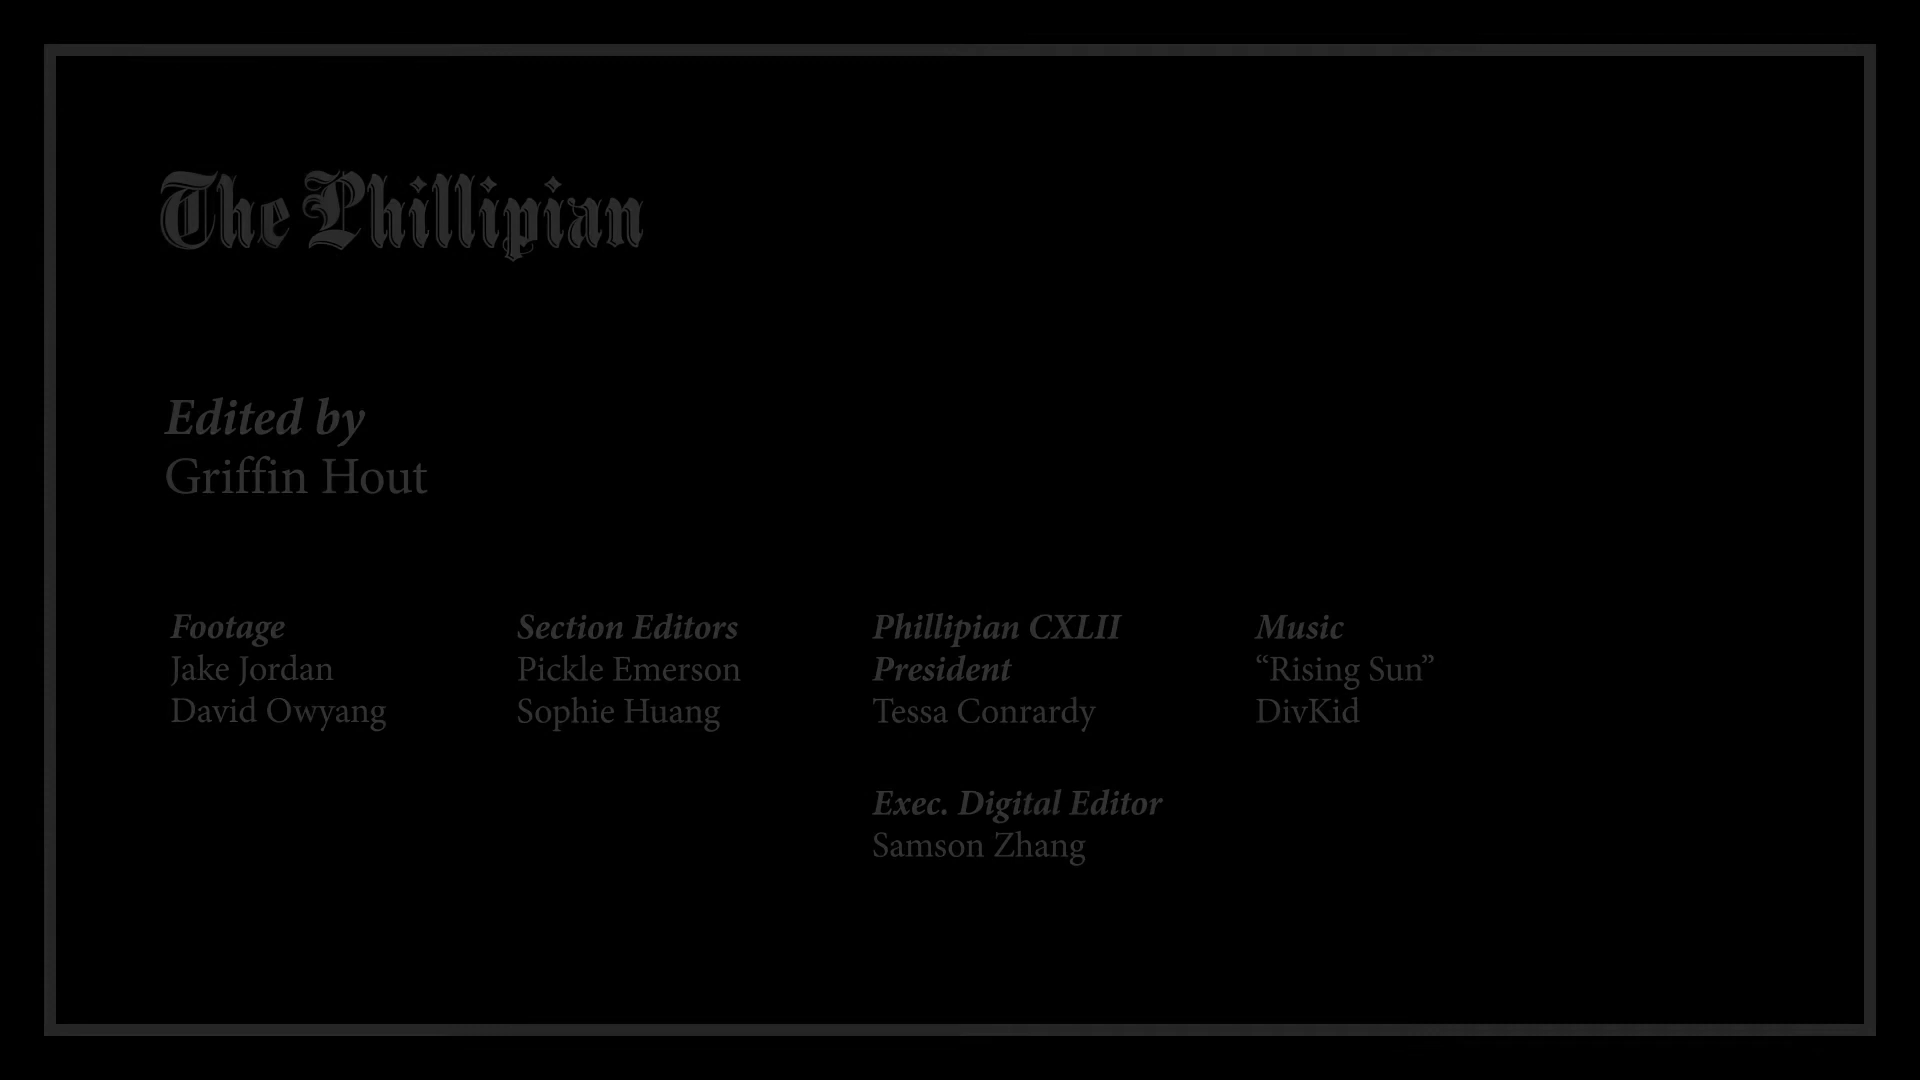 The Phillipian
Edited by
Griffin Hout
Footage
Jake Jordan
David Owyang
Section Editors
Pickle Emerson
Sophie Huang
Phillipian CXLII
President
Tessa Conrardy
Exec. Digital Editor
Samson Zhang
Music
“Rising Sun”
DivKid